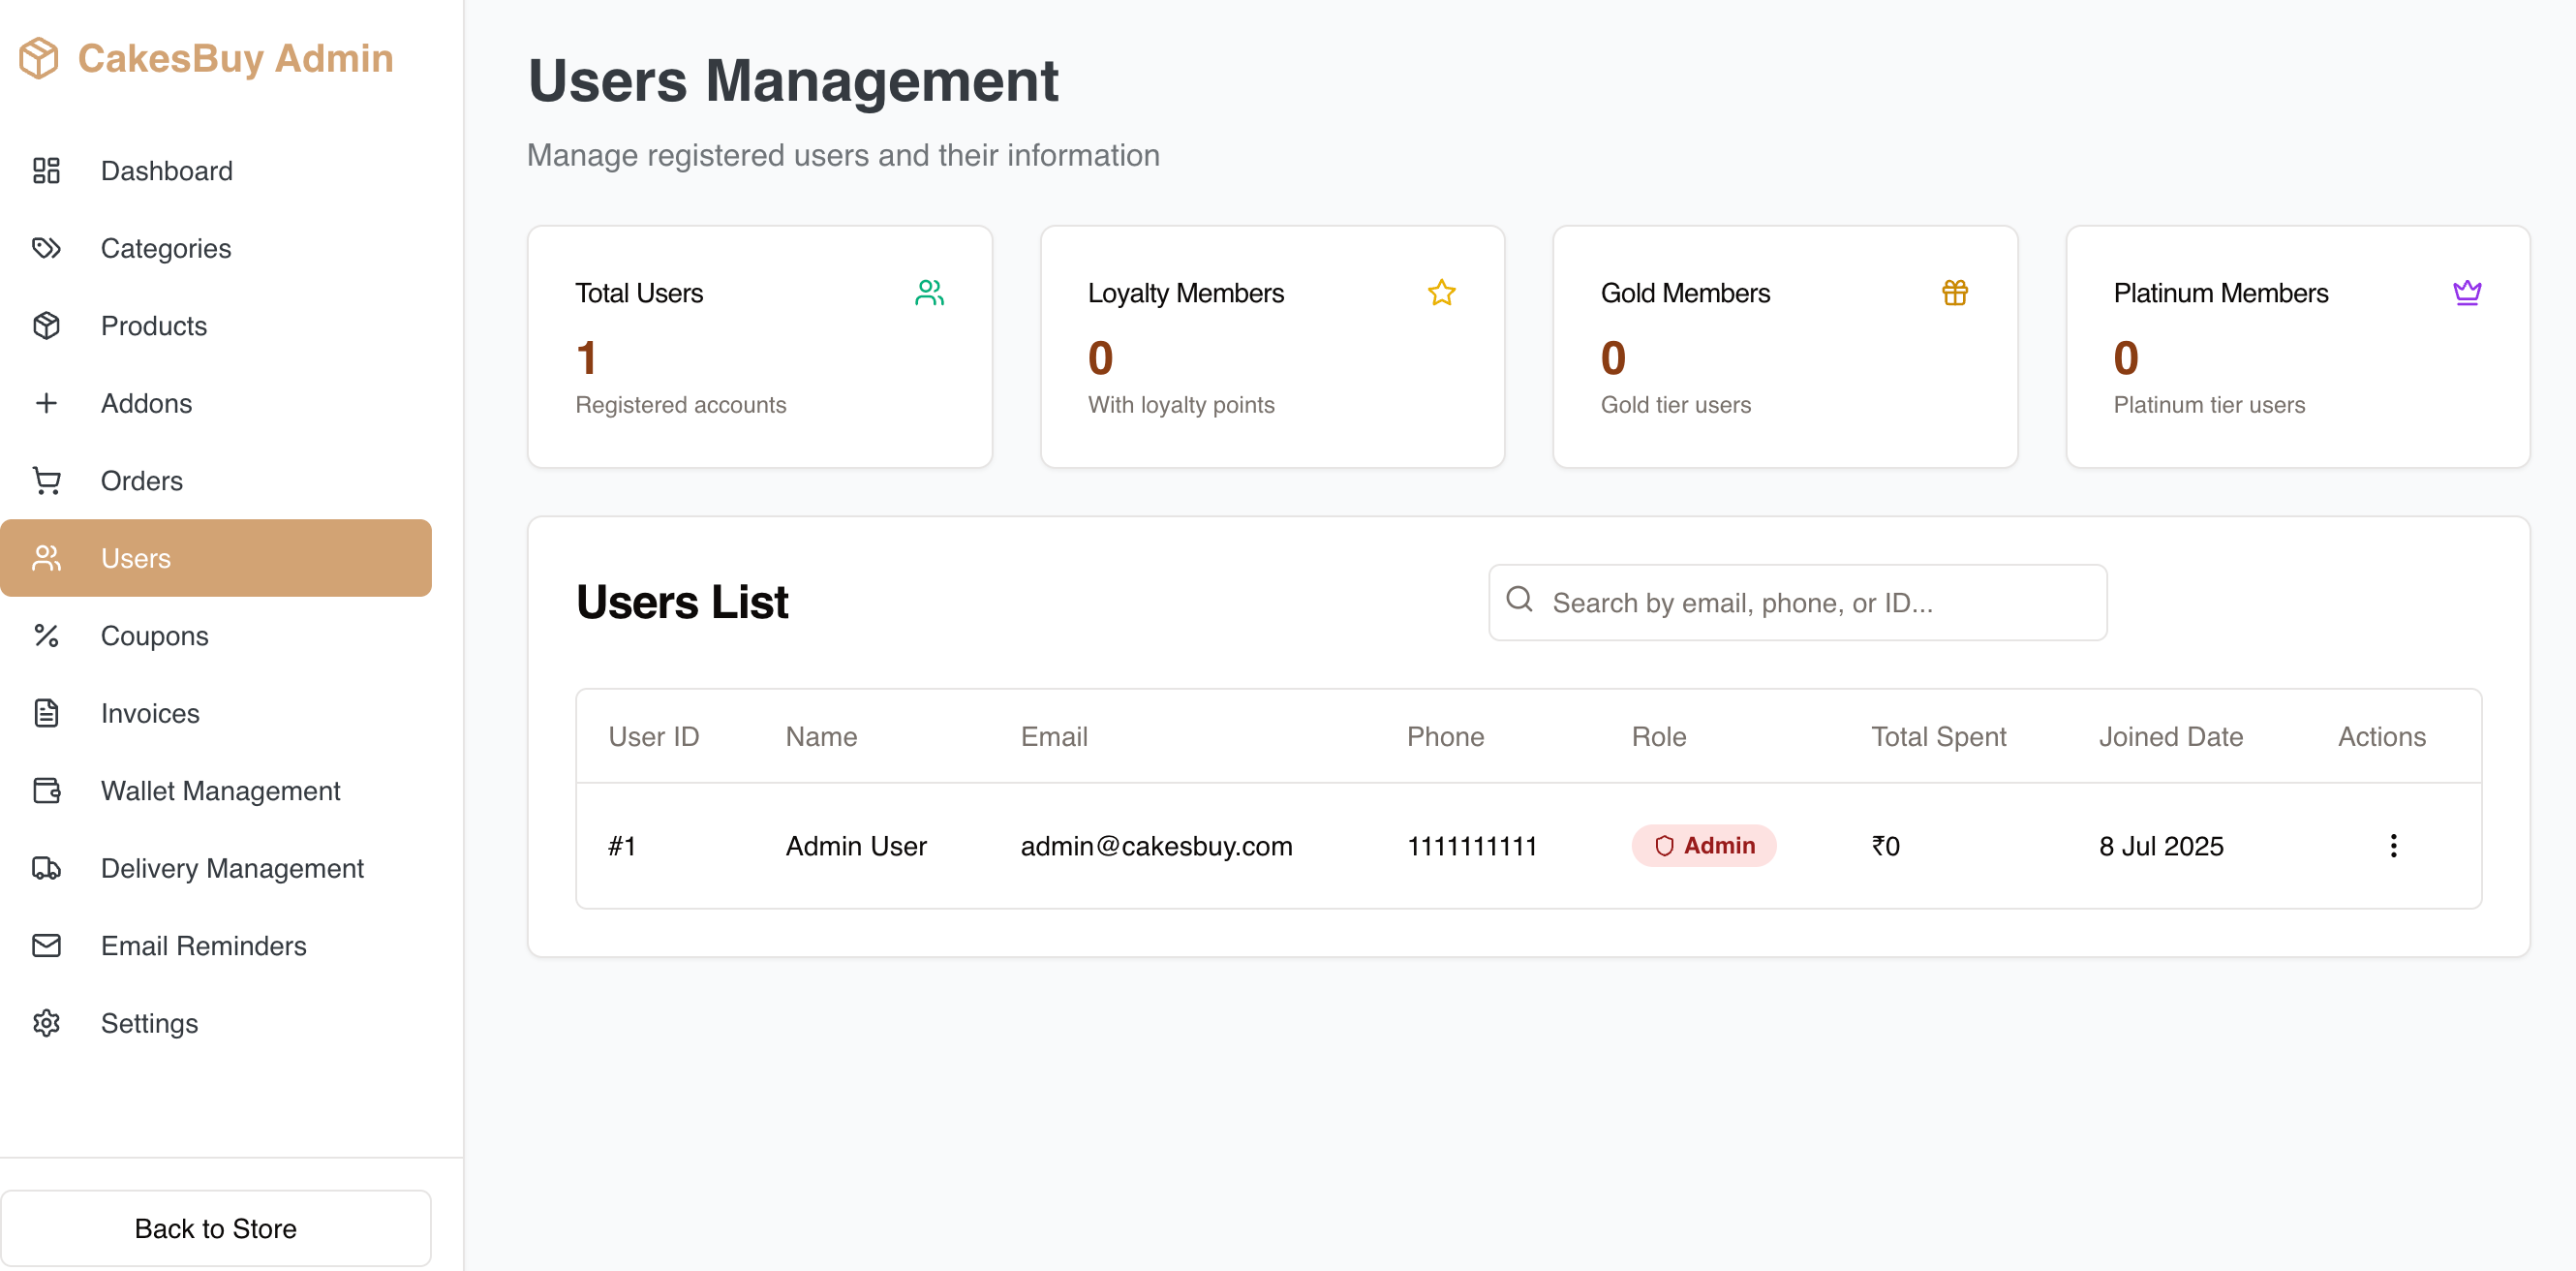 CakesBuy Admin
Dashboard
Categories
Products
Addons
Orders
Users
Coupons
Invoices
Wallet Management
Delivery Management
Email Reminders
Settings
Back to Store
Users Management
Manage registered users and their information
Total Users
1
Registered accounts
Loyalty Members
0
With loyalty points
Gold Members
0
Gold tier users
Platinum Members
0
Platinum tier users
Users List
Search by email, phone, or ID...
User ID Name Email Phone Role Total Spent Joined Date Actions
#1 Admin User admin@cakesbuy.com 1111111111 Admin ₹0 8 Jul 2025